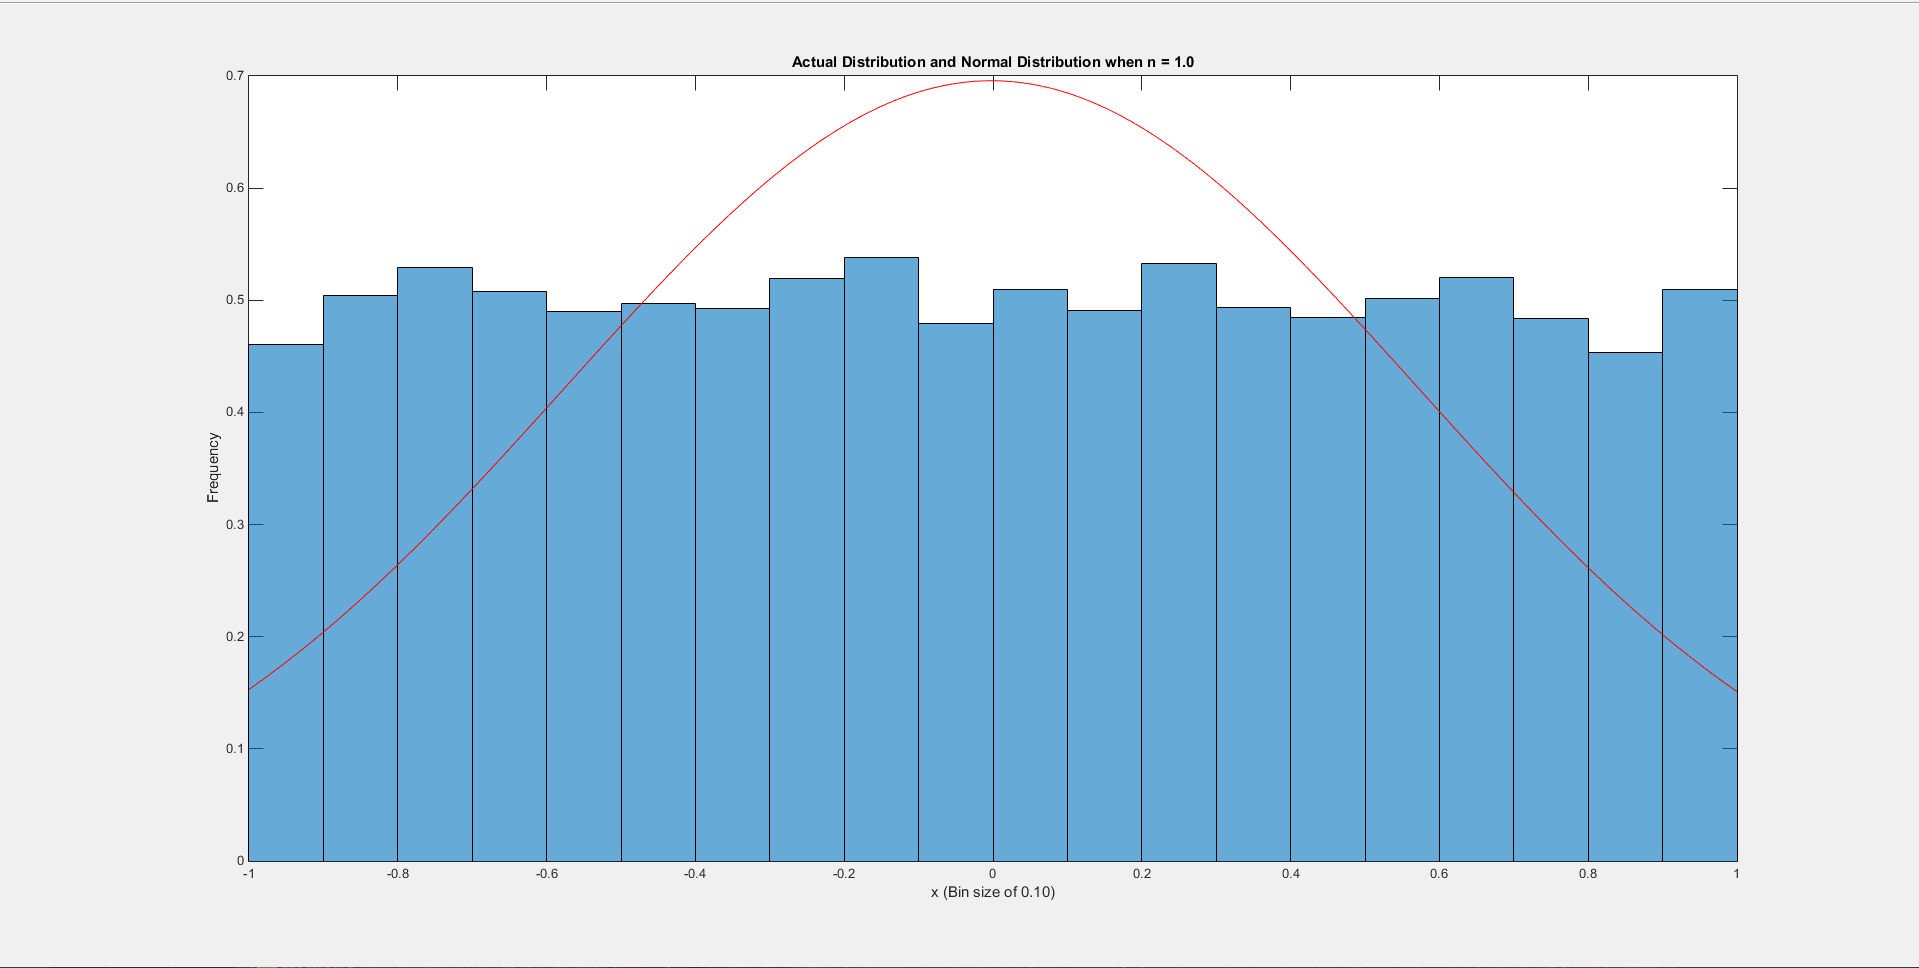 Actual Distribution and Normal Distribution when n = 1.0
0.7
0.6
0.5
0.4
0.3
0.2
0.1
0
Frequency
-1 -0.8 -0.6 -0.4 -0.2 0 0.2 0.4 0.6 0.8 1
x (Bin size of 0.10)